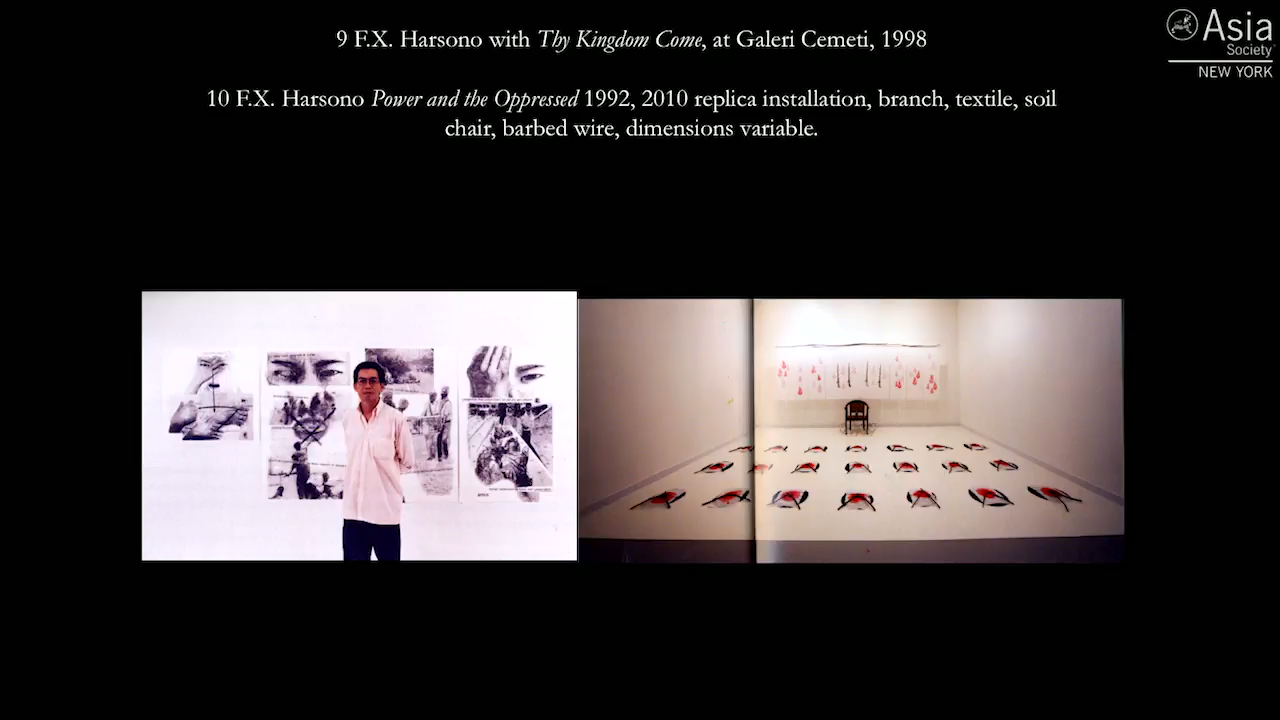 9 F.X. Harsono with Thy Kingdom Come, at Galeri Cemeti, 1998
10 F.X. Harsono Power and the Oppressed 1992, 2010 replica installation, branch, textile, soil
chair, barbed wire, dimensions variable.
Asia
Society
NEW YORK